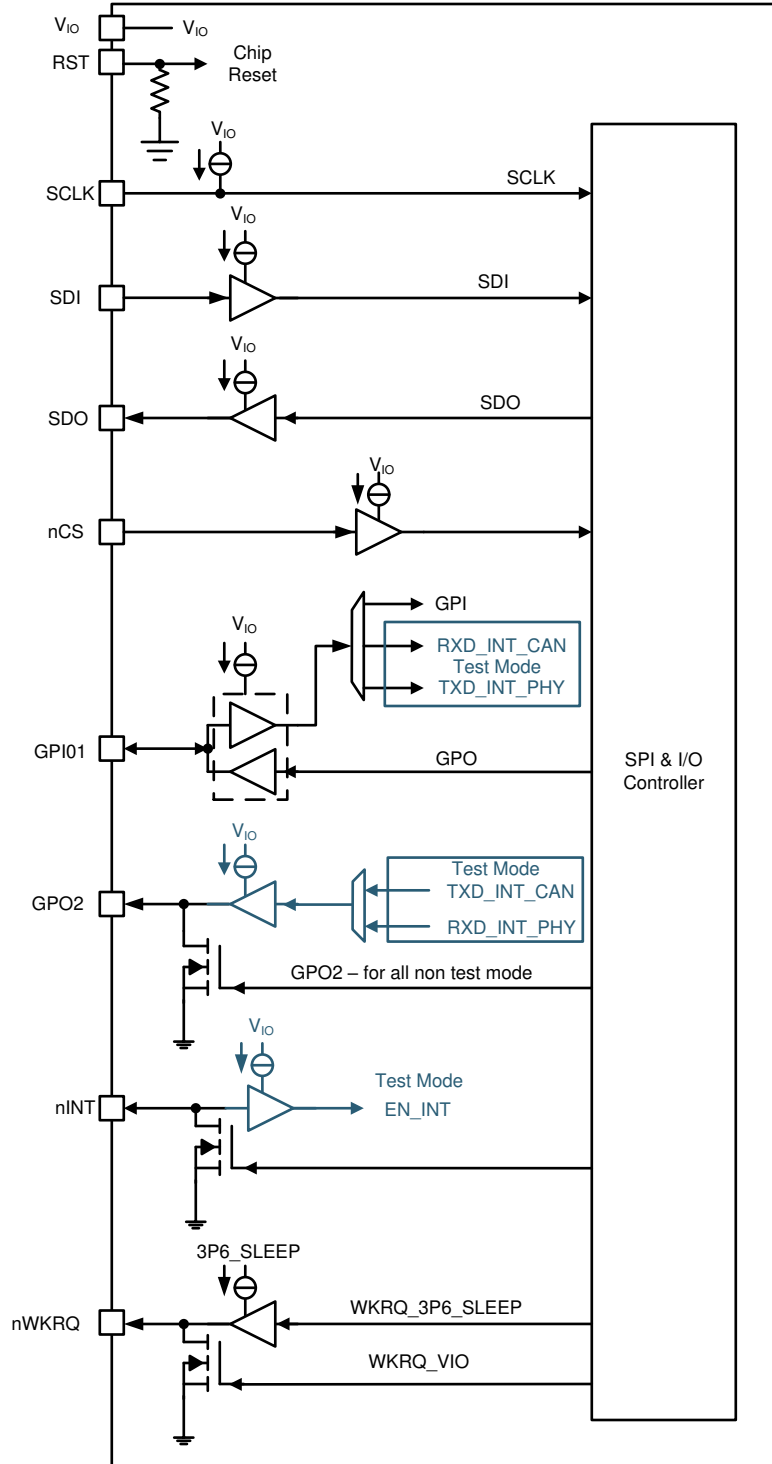 VIO
VIO
RST
Chip
Reset
VIO
SCLK
SCLK
VIO
SDI
SDI
VIO
SDO
SDO
VIO
nCS
GPI
VIO
RXD_INT_CAN
Test Mode
TXD_INT_PHY
GPI01
GPO
SPI & I/O
Controller
VIO
Test Mode
TXD_INT_CAN
GPO2
RXD_INT_PHY
GPO2 – for all non test mode
VIO
Test Mode
nINT
EN_INT
3P6_SLEEP
WKRQ_3P6_SLEEP
nWKRQ
WKRQ_VIO